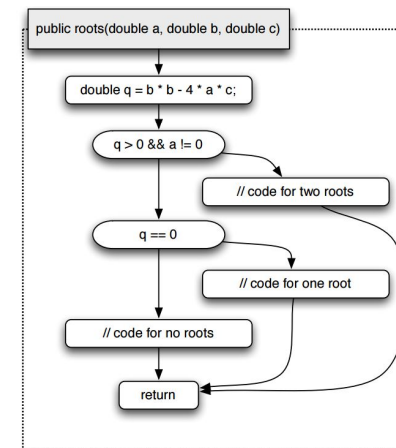 public roots(double a, double b, double c)
double q = b * b - 4 * a * c;
q > 0 && a != 0
// code for two roots
q == 0
// code for one root
// code for no roots
return